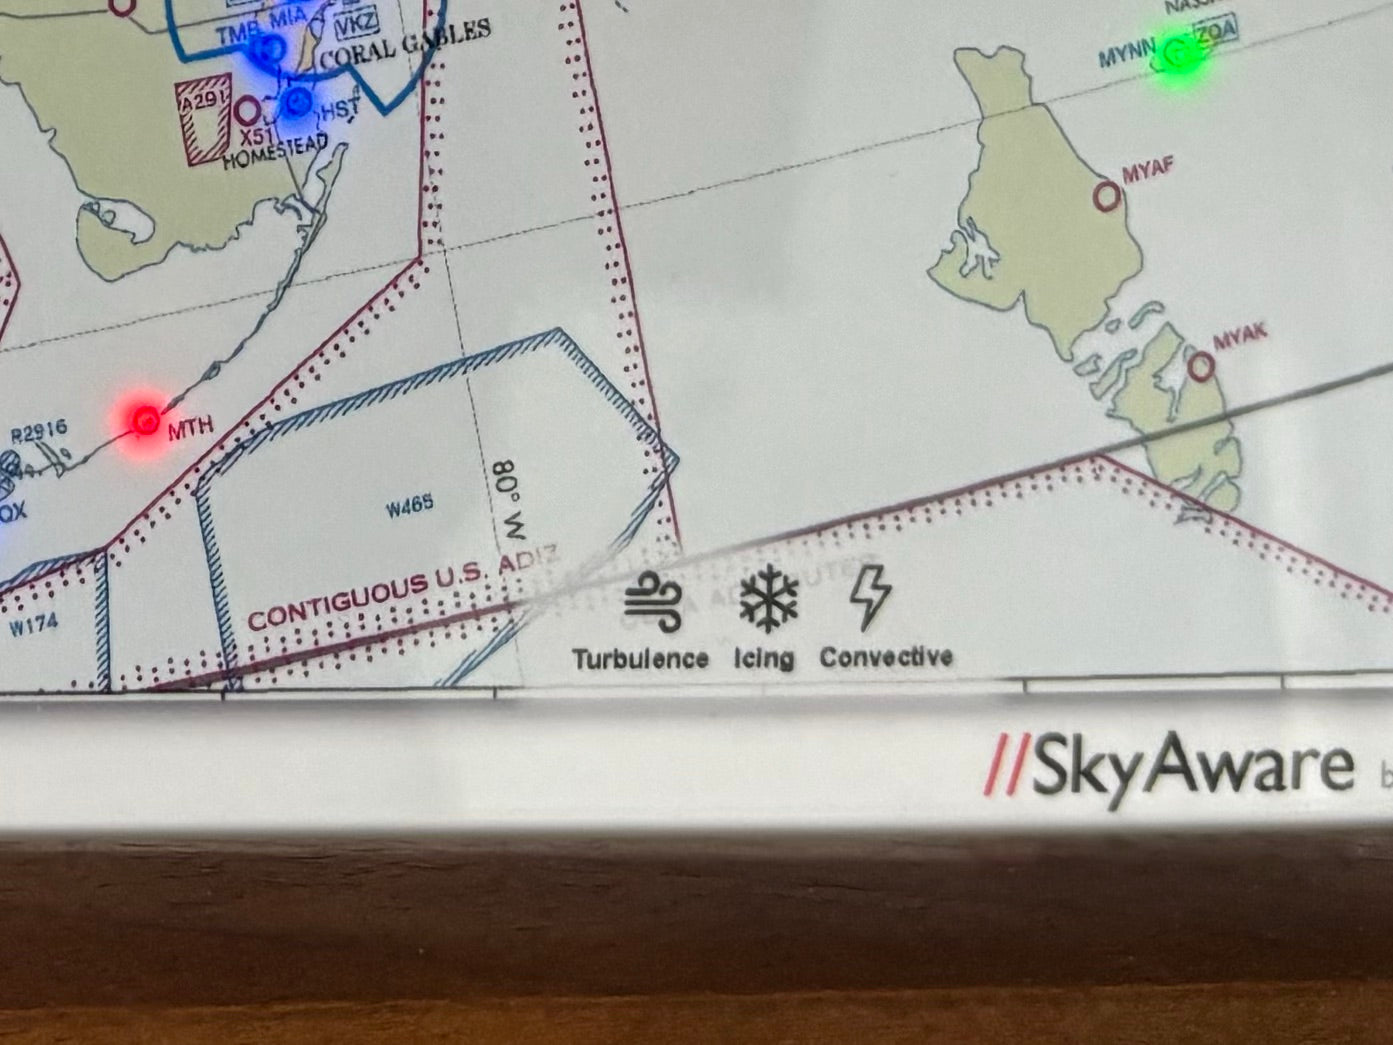 TMB MIA
VKZ
CORAL GABLES
A291
X51
HST
HOMESTEAD
MYNN
ZQA
MYAF
MYAK
MTH
R2916
W465
80° W
W174
CONTIGUOUS U.S. ADIZ
Turbulence Icing Convective
//SkyAware